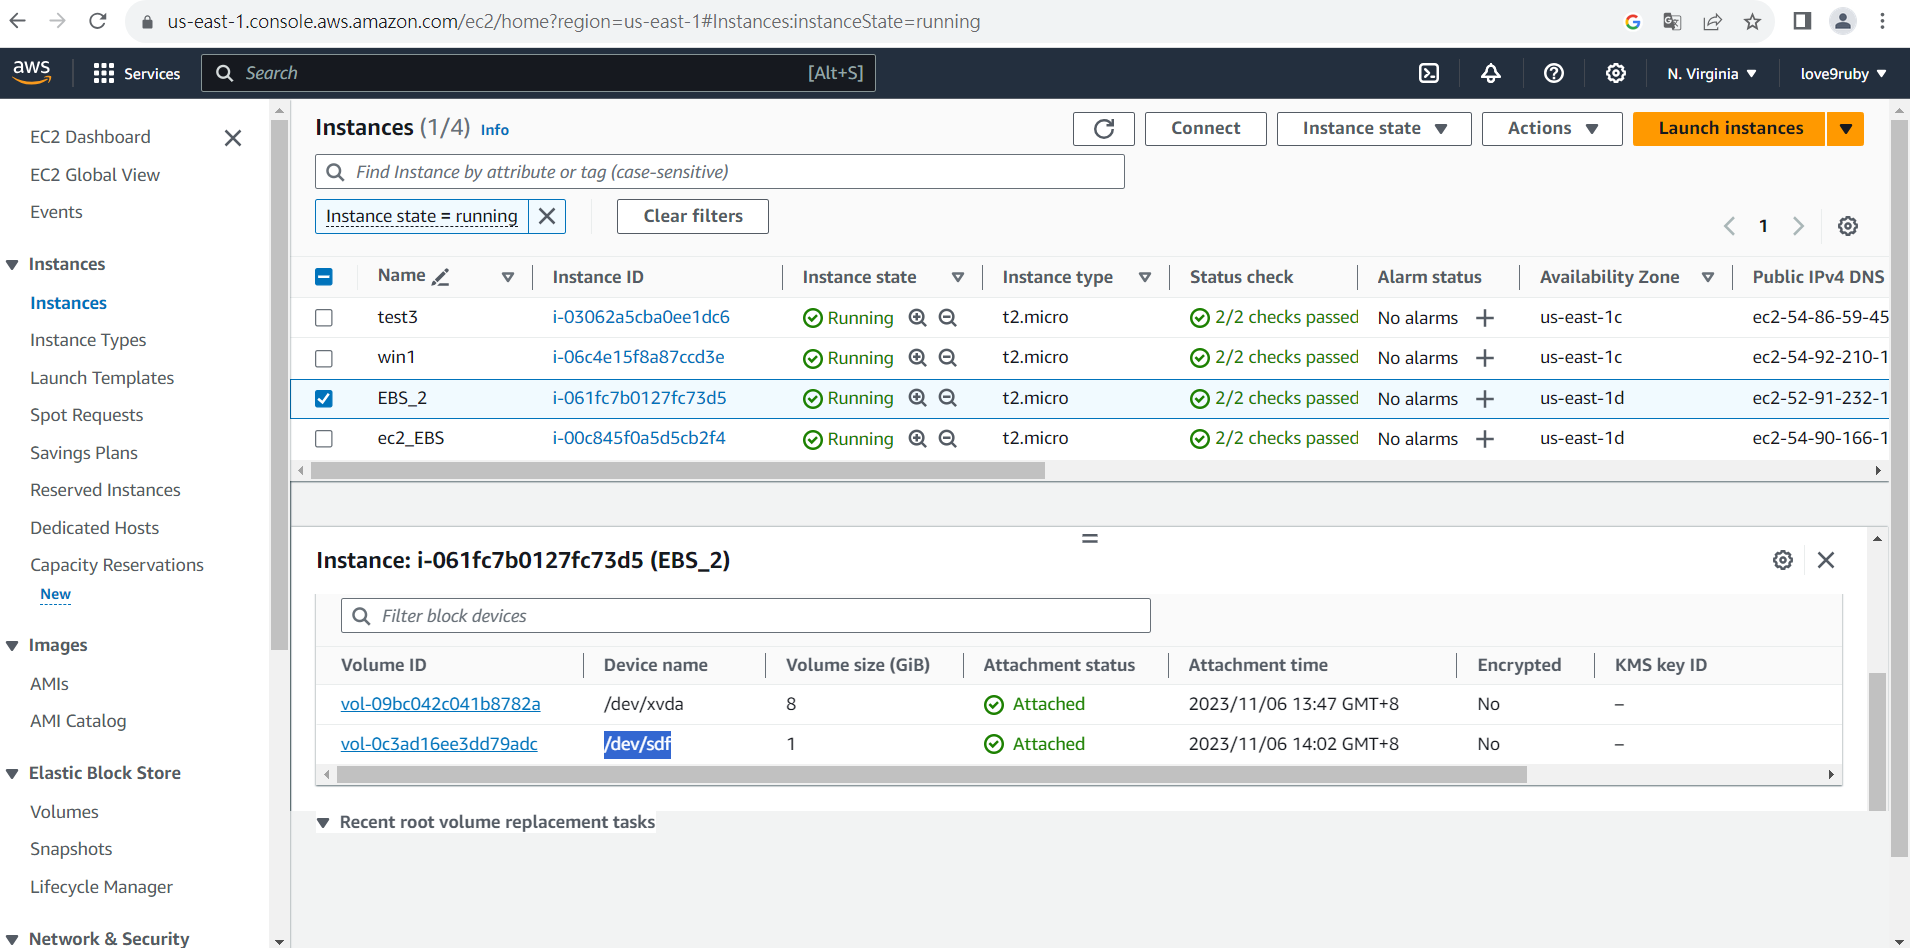 us-east-1.console.aws.amazon.com/ec2/home?region=us-east-1#Instances:instanceState=running
aws
Services
Search
[Alt+S]
N. Virginia
love9ruby
EC2 Dashboard
EC2 Global View
Events
Instances
Instances
Instance Types
Launch Templates
Spot Requests
Savings Plans
Reserved Instances
Dedicated Hosts
Capacity Reservations
New
Images
AMIs
AMI Catalog
Elastic Block Store
Volumes
Snapshots
Lifecycle Manager
Network & Security
Instances (1/4) Info
Connect
Instance state
Actions
Launch instances
Find Instance by attribute or tag (case-sensitive)
Instance state = running
Clear filters
1
Name Instance ID Instance state Instance type Status check Alarm status Availability Zone Public IPv4 DNS
test3 i-03062a5cba0ee1dc6 Running t2.micro 2/2 checks passed No alarms us-east-1c ec2-54-86-59-45
win1 i-06c4e15f8a87ccd3e Running t2.micro 2/2 checks passed No alarms us-east-1c ec2-54-92-210-1
EBS_2 i-061fc7b0127fc73d5 Running t2.micro 2/2 checks passed No alarms us-east-1d ec2-52-91-232-1
ec2_EBS i-00c845f0a5d5cb2f4 Running t2.micro 2/2 checks passed No alarms us-east-1d ec2-54-90-166-1
Instance: i-061fc7b0127fc73d5 (EBS_2)
Filter block devices
Volume ID Device name Volume size (GiB) Attachment status Attachment time Encrypted KMS key ID
vol-09bc042c041b8782a /dev/xvda 8 Attached 2023/11/06 13:47 GMT+8 No –
vol-0c3ad16ee3dd79adc /dev/sdf 1 Attached 2023/11/06 14:02 GMT+8 No –
Recent root volume replacement tasks